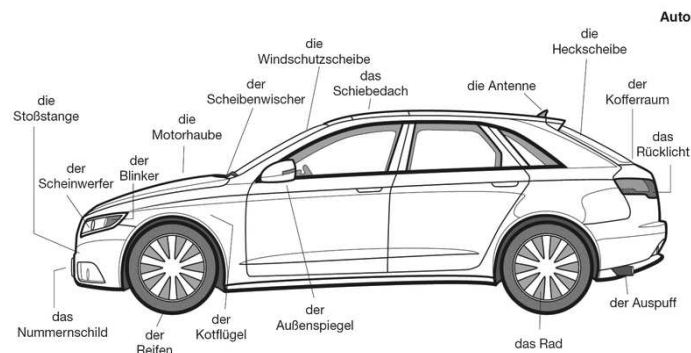 Auto
die
Windschutzscheibe
die
Heckscheibe
das
Schiebedach
der
Scheibenwischer
die Antenne
der
Kofferraum
die
Stoßstange
die
Motorhaube
das
Rücklicht
der
Scheinwerfer
der
Blinker
das
Nummernschild
der
Reifen
der
Kotflügel
der
Außenspiegel
das Rad
der Auspuff